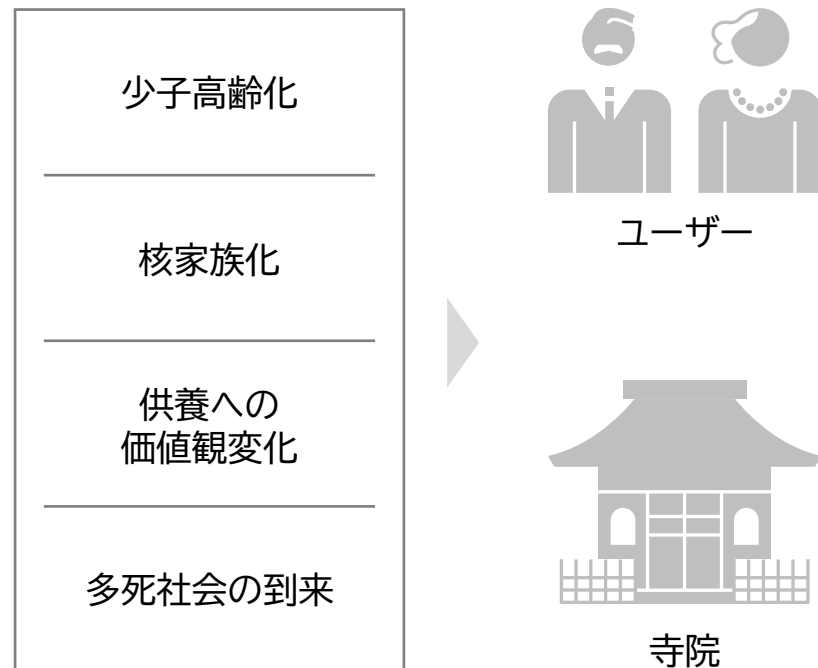 少子高齢化
核家族化
供養への
価値観変化
多死社会の到来
ユーザー
寺院